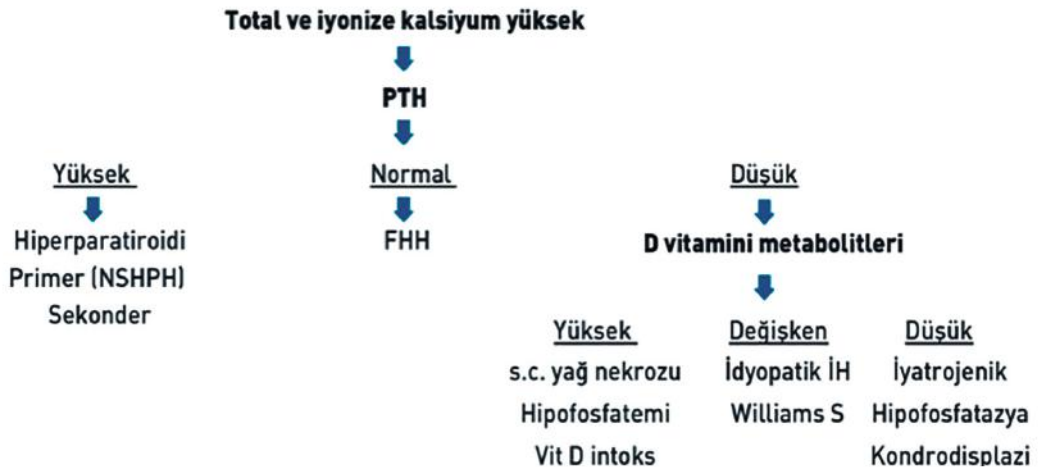 Total ve iyonize kalsiyum yüksek
PTH
Yüksek Normal Düşük
Hiperparatiroidi FHH D vitamini metabolitleri
Primer (NSHPH)
Sekonder
Yüksek Değişken Düşük
s.c. yağ nekrozu İdyopatik İH İyatrojenik
Hipofosfatemi Williams S Hipofosfatazya
Vit D intoks Kondrodisplazi